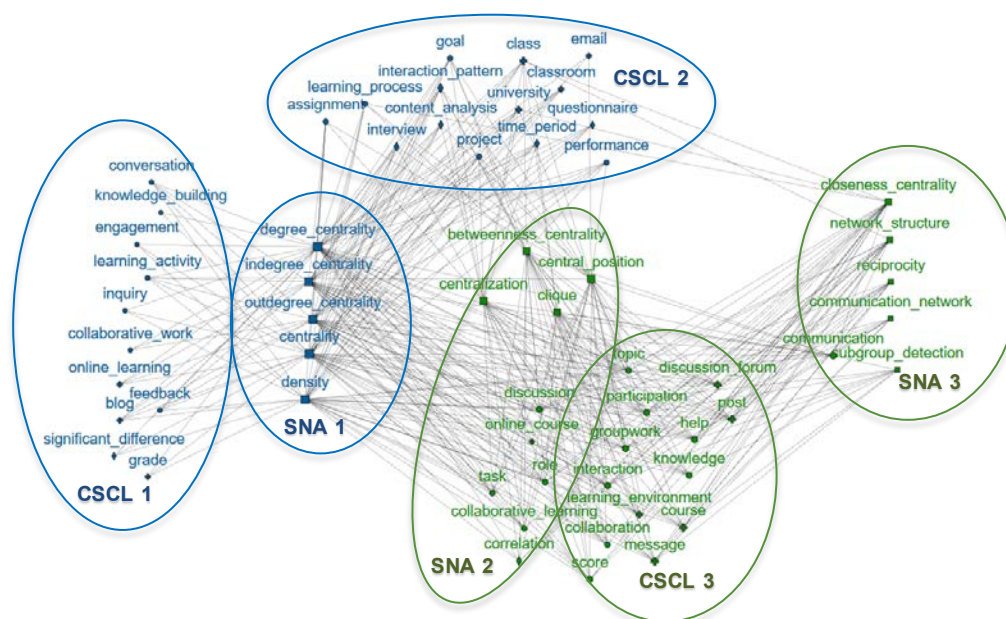 goal
class
email
interaction_pattern
classroom
CSCL 2
learning_process
university
assignment
content_analysis
questionnaire
interview
time_period
project
performance
conversation
knowledge_building
engagement
learning_activity
inquiry
collaborative_work
online_learning
feedback
blog
significant_difference
grade
CSCL 1
degree_centrality
indegree_centrality
outdegree_centrality
centrality
density
SNA 1
betweenness_centrality
central_position
centralization
clique
discussion
online_course
role
task
collaborative_learning
correlation
SNA 2
topic
discussion_forum
participation
post
groupwork
help
interaction
knowledge
learning_environment
course
collaboration
message
score
CSCL 3
closeness_centrality
network_structure
reciprocity
communication_network
communication
subgroup_detection
SNA 3